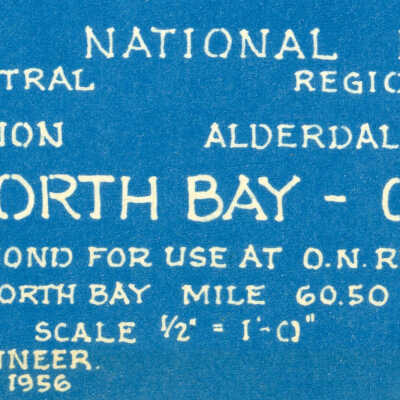 NATIONAL
TRAL REGIO
ION ALDERDAL
ORTH BAY - 
OND FOR USE AT O.N.R
ORTH BAY MILE 60.50
SCALE 1/2" = 1'-0"
INEER.
1956